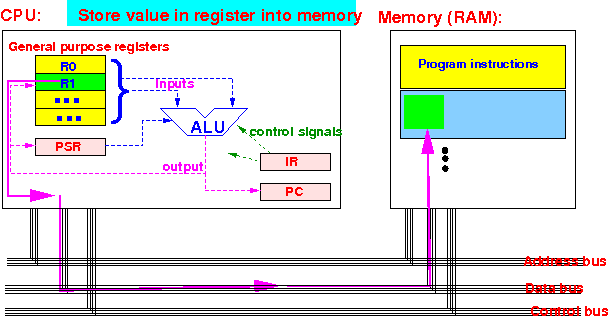 CPU: Store value in register into memory Memory (RAM):
General purpose registers
R0
R1
Inputs
Program instructions
PSR
ALU
control signals
output
IR
PC
Address bus
Data bus
Control bus